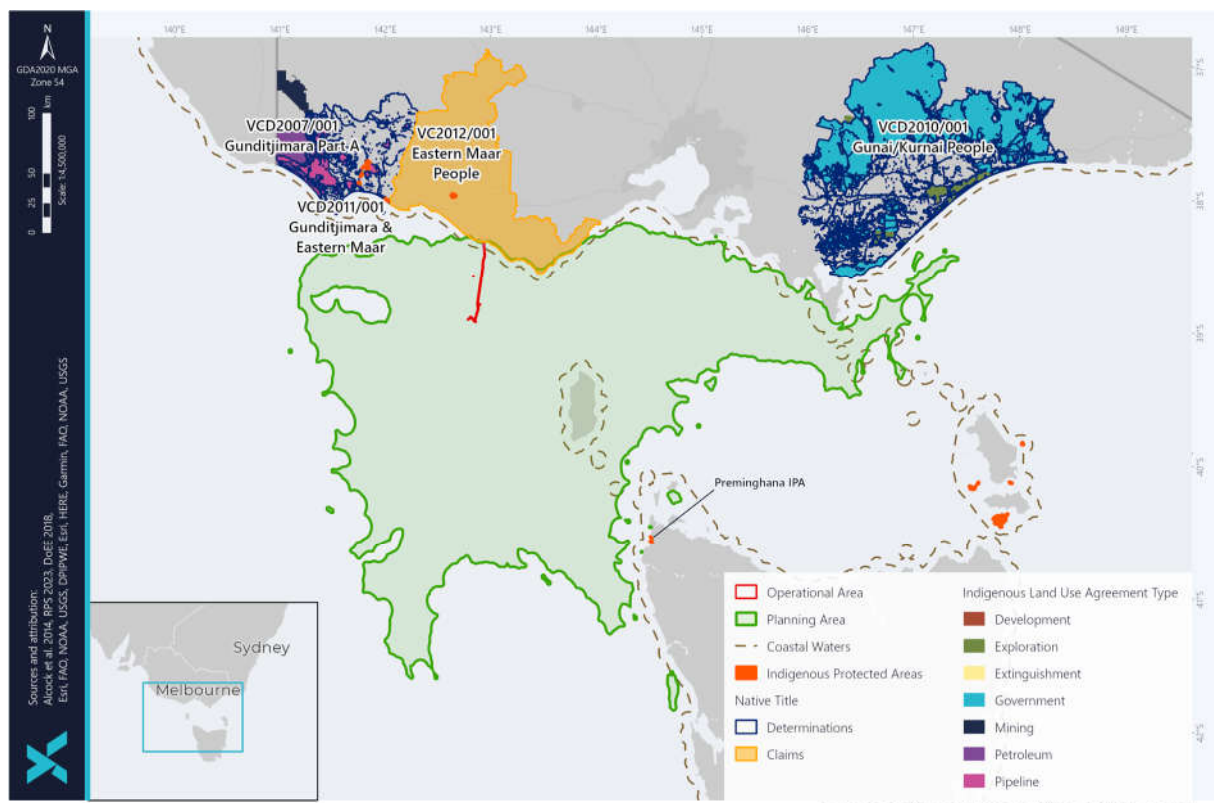 N
GDA2020 MGA
Zone 54
km
100
50
25
0
Scale: 1:4,500,000
Sources and attribution:
Alcock et al. 2014, RPS 2023, DoEE 2018,
Esri, FAO, NOAA, USGS, DPIPWE, Esri, HERE, Garmin, FAO, NOAA, USGS
140°E
141°E
142°E
143°E
144°E
145°E
146°E
147°E
148°E
149°E
37°S
38°S
39°S
40°S
41°S
42°S
VCD2007/001
Gunditjimara Part A
VC2012/001
Eastern Maar
People
VCD2011/001
Gunditjimara &
Eastern Maar
VCD2010/001
Gunai/Kurnai People
Preminghana IPA
Sydney
Melbourne
Operational Area
Planning Area
Coastal Waters
Indigenous Protected Areas
Native Title
Determinations
Claims
Indigenous Land Use Agreement Type
Development
Exploration
Extinguishment
Government
Mining
Petroleum
Pipeline